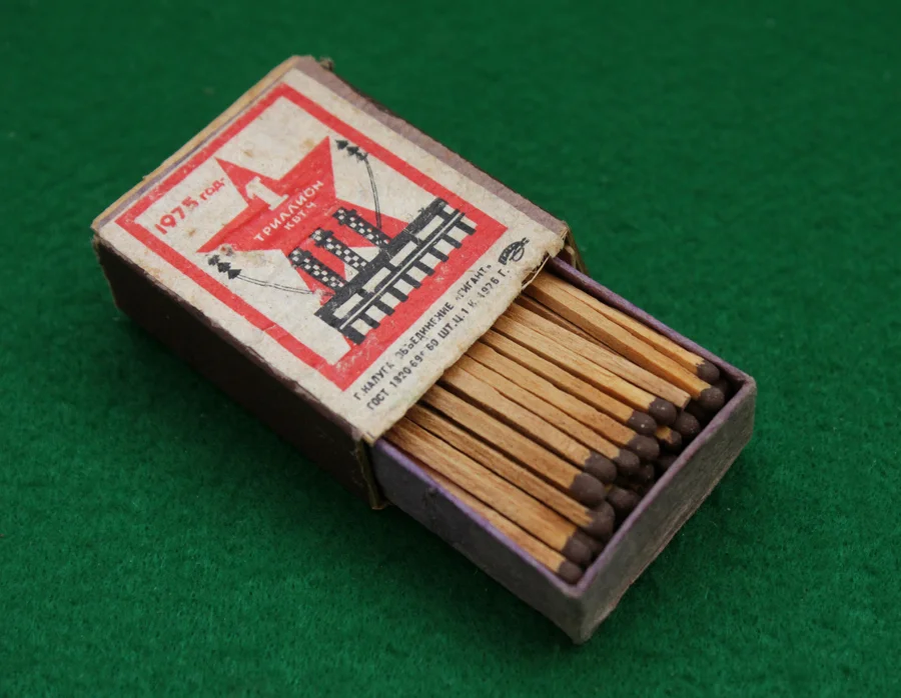 1975 ГОД-
1
ТРИЛЛИОН
КВТ.Ч
Г. КАЛУГА ОБЪЕДИНЕНИЕ «ГИГАНТ»
ГОСТ 1820-69г 60 ШТ. Ц. 1 К. 1976 Г.